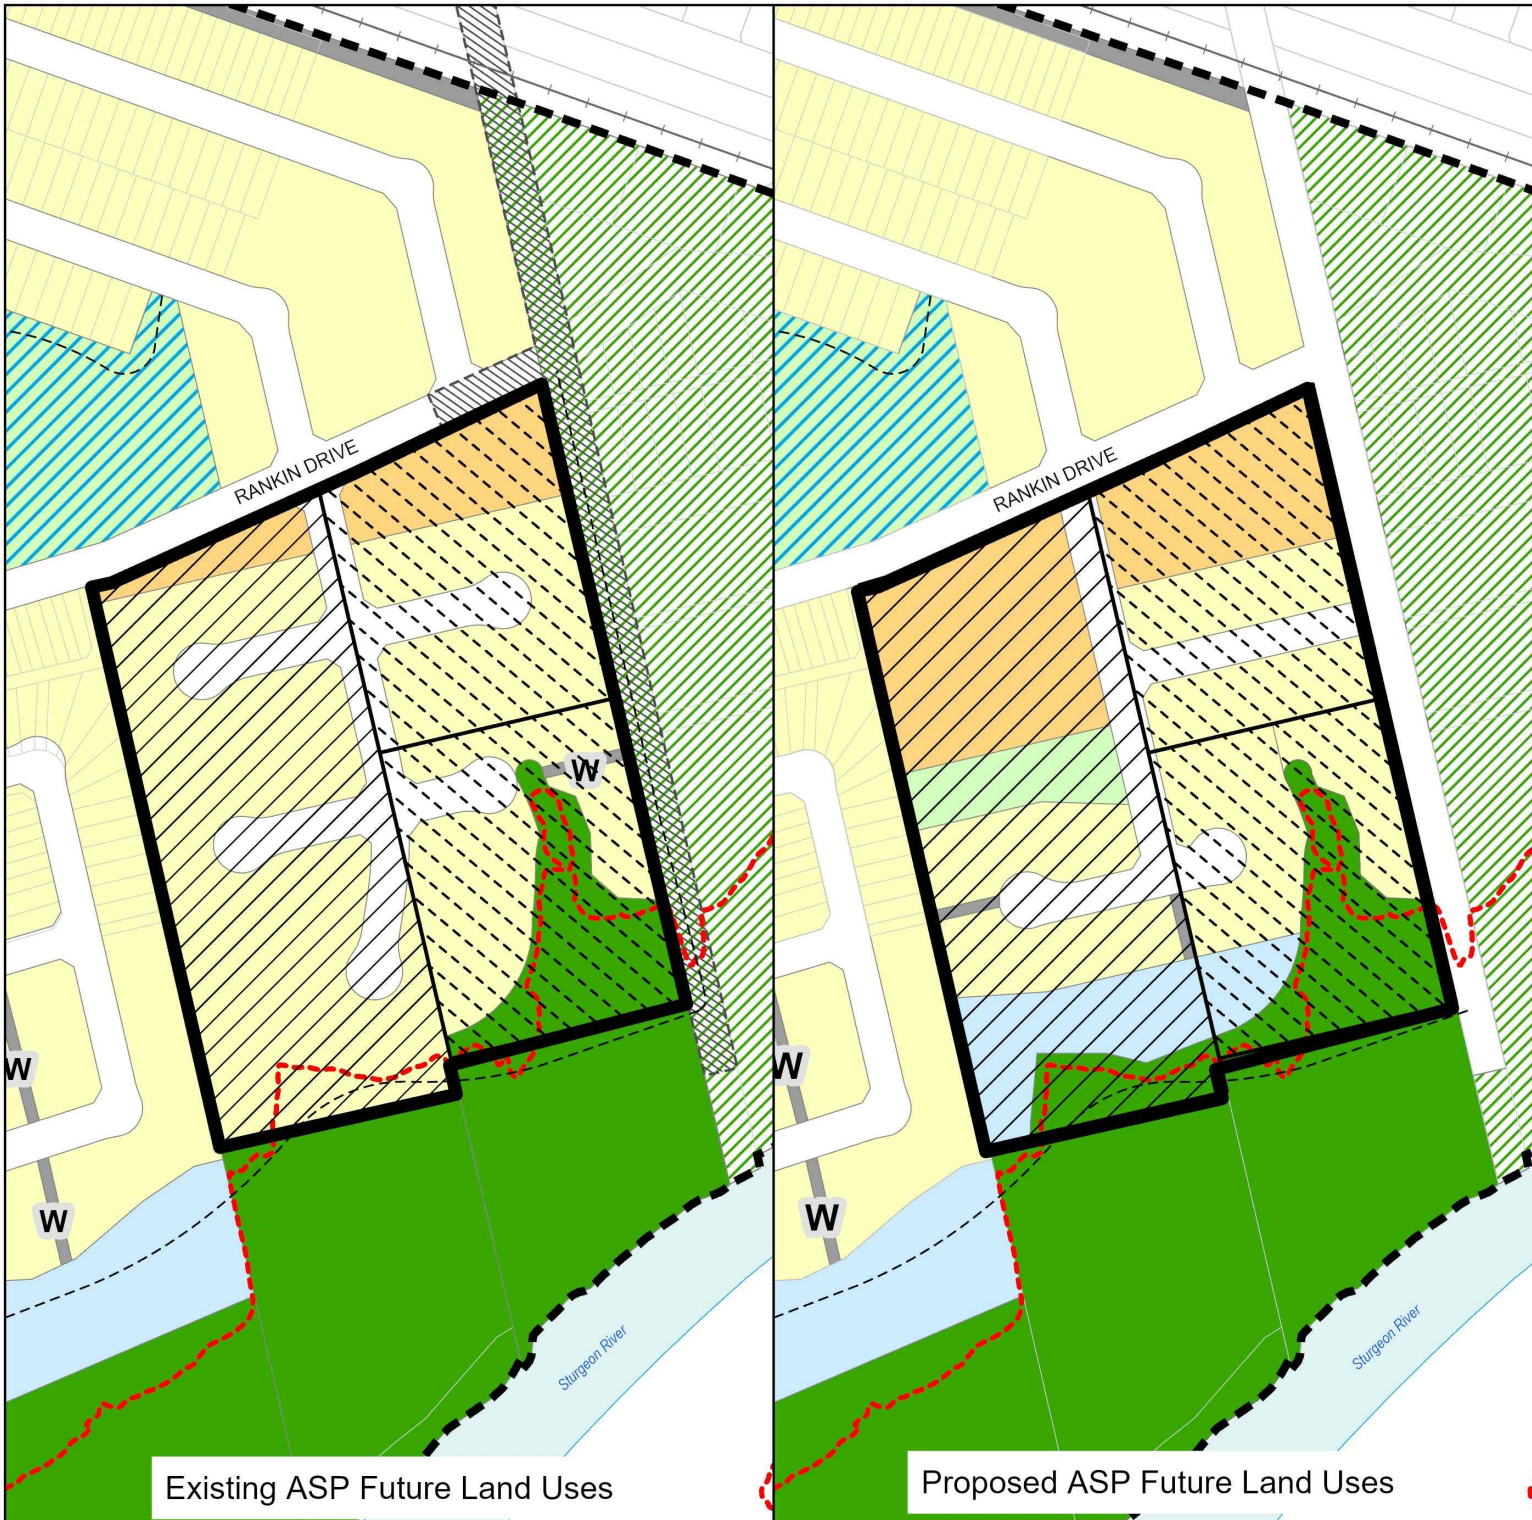 RANKIN DRIVE
W
W
W
Sturgeon River
Existing ASP Future Land Uses
RANKIN DRIVE
W
W
Sturgeon River
Proposed ASP Future Land Uses